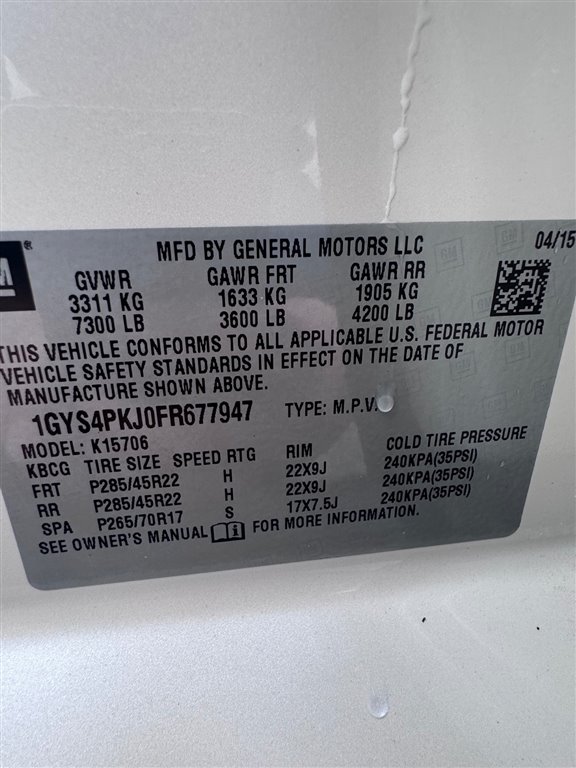 M ®
MFD BY GENERAL MOTORS LLC 04/15
GVWR GAWR FRT GAWR RR
3311 KG 1633 KG 1905 KG
7300 LB 3600 LB 4200 LB
THIS VEHICLE CONFORMS TO ALL APPLICABLE U.S. FEDERAL MOTOR
VEHICLE SAFETY STANDARDS IN EFFECT ON THE DATE OF
MANUFACTURE SHOWN ABOVE.
1GYS4PKJ0FR677947 TYPE: M.P.V.
MODEL: K15706
KBCG TIRE SIZE SPEED RTG RIM COLD TIRE PRESSURE
FRT P285/45R22 H 22X9J 240KPA(35PSI)
RR P285/45R22 H 22X9J 240KPA(35PSI)
SPA P265/70R17 S 17X7.5J 240KPA(35PSI)
SEE OWNER'S MANUAL i FOR MORE INFORMATION.